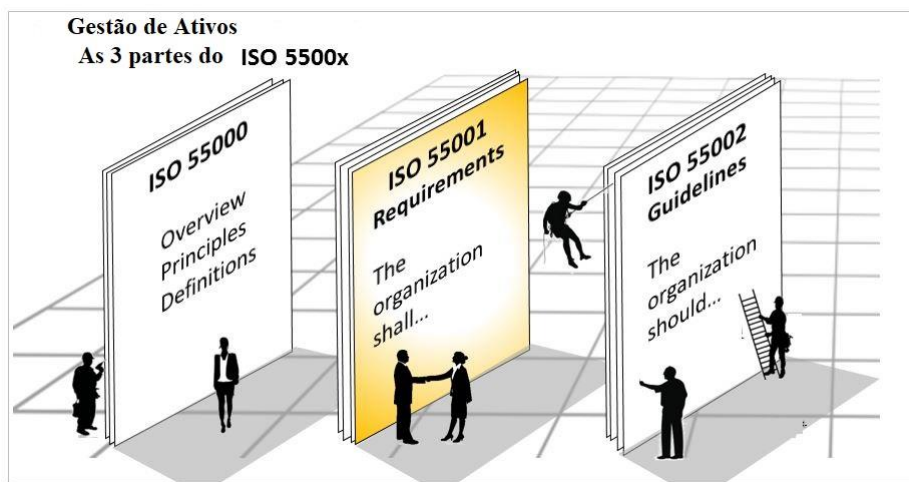 Gestão de Ativos
As 3 partes do ISO 5500x
ISO 55000
Overview
Principles
Definitions
ISO 55001
Requirements
The
organization
shall...
ISO 55002
Guidelines
The
organization
should...